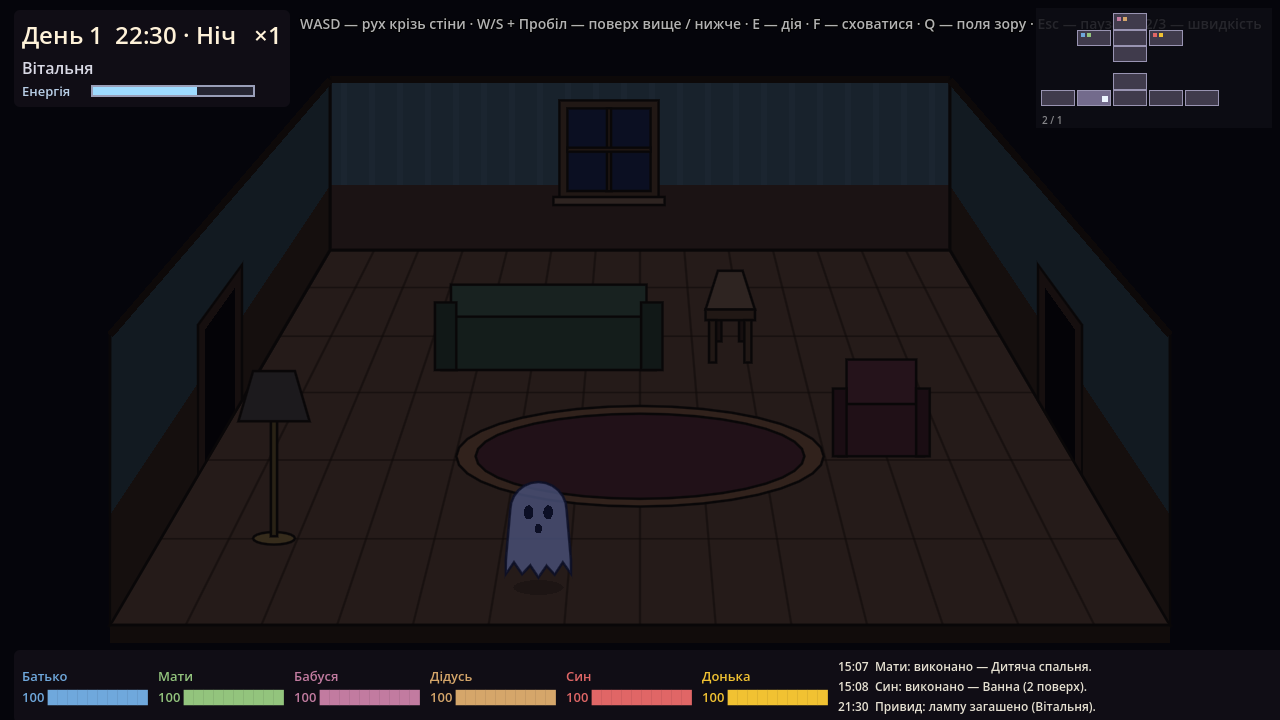 День 1 22:30 · Ніч ×1
WASD — рух крізь стіни · W/S + Пробіл — поверх вище / нижче · E — дія · F — сховатися · Q — поля зору · Esc — пауза 2/3 — швидкість
Вітальня
Енергія
2 / 1
Батько
Мати
Бабуся
Дідусь
Син
Донька
100
100
100
100
100
100
15:07 Мати: виконано — Дитяча спальня.
15:08 Син: виконано — Ванна (2 поверх).
21:30 Привид: лампу загашено (Вітальня).